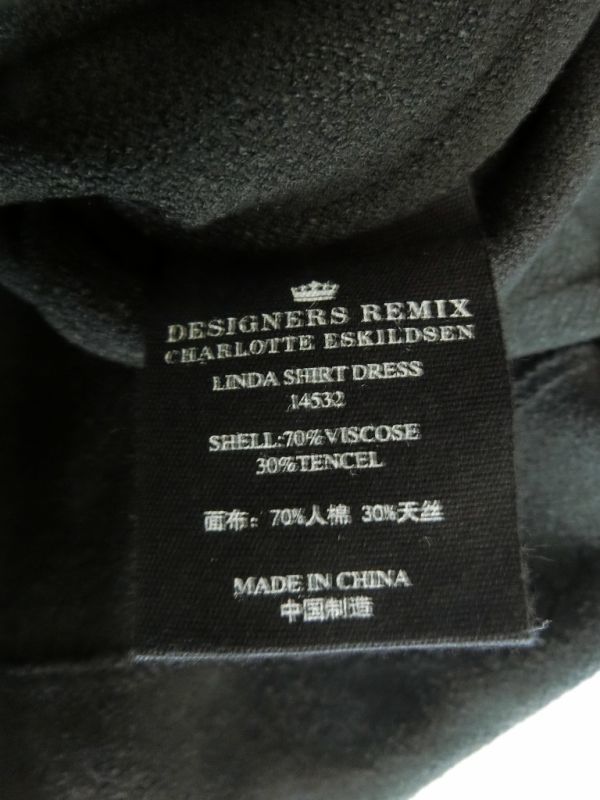 DESIGNERS REMIX
CHARLOTTE ESKILDSEN
LINDA SHIRT DRESS
14532
SHELL:70%VISCOSE
30%TENCEL
面布：70%人棉 30%天丝
MADE IN CHINA
中国制造